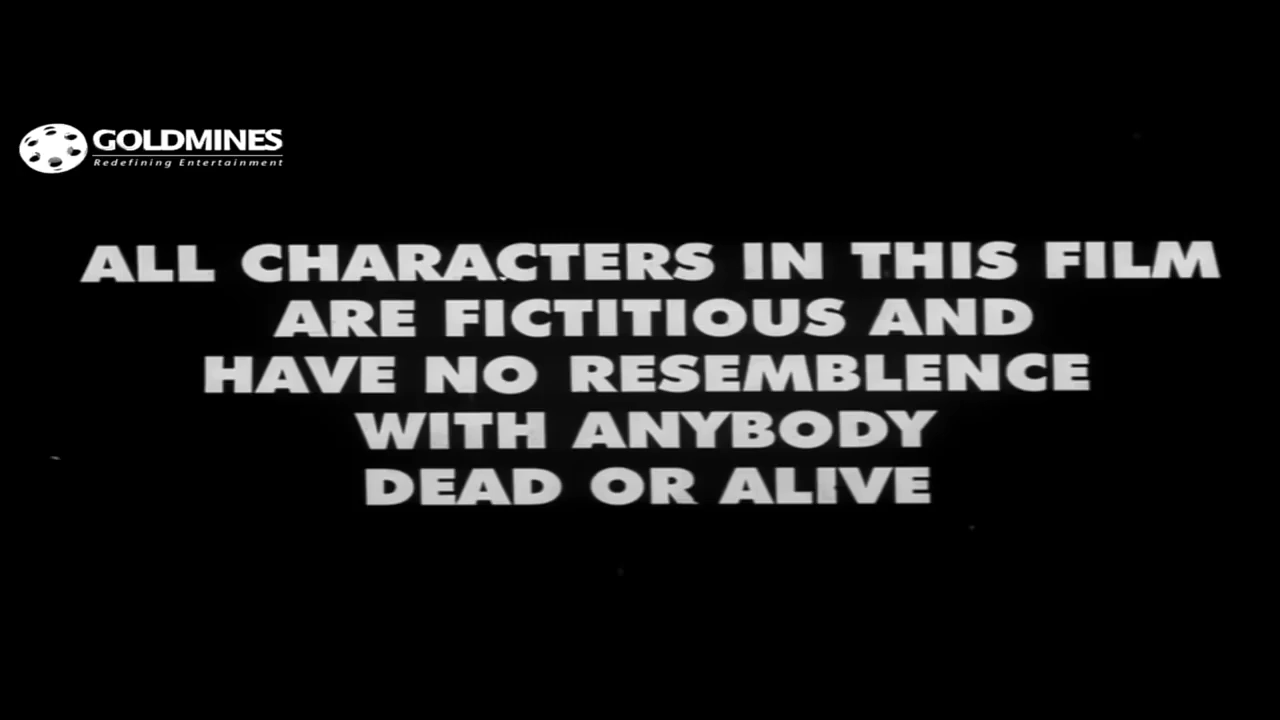 GOLDMINES
Redefining Entertainment
ALL CHARACTERS IN THIS FILM
ARE FICTITIOUS AND
HAVE NO RESEMBLENCE
WITH ANYBODY
DEAD OR ALIVE